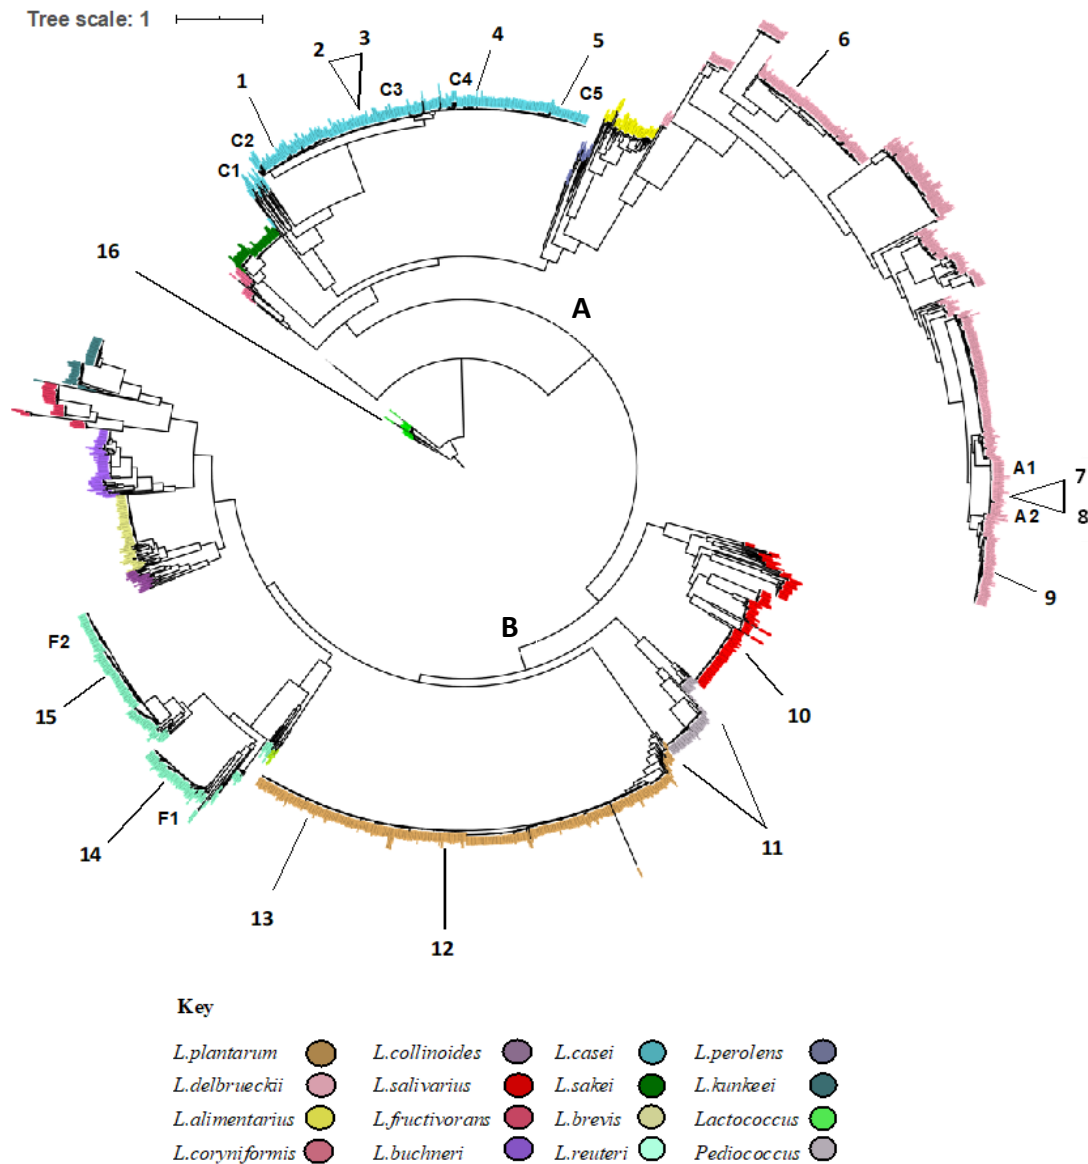 Tree scale: 1
6
3
4
2
5
1
C4
C3
C5
C2
C1
16
A
A1
7
A2
8
9
B
F2
15
10
F1
14
11
13
12
Key
L.plantarum
L.collinoides
L.casei
L.perolens
L.delbrueckii
L.salivarius
L.sakei
L.kunkeei
L.alimentarius
L.fructivorans
L.brevis
Lactococcus
L.coryniformis
L.buchneri
L.reuteri
Pediococcus